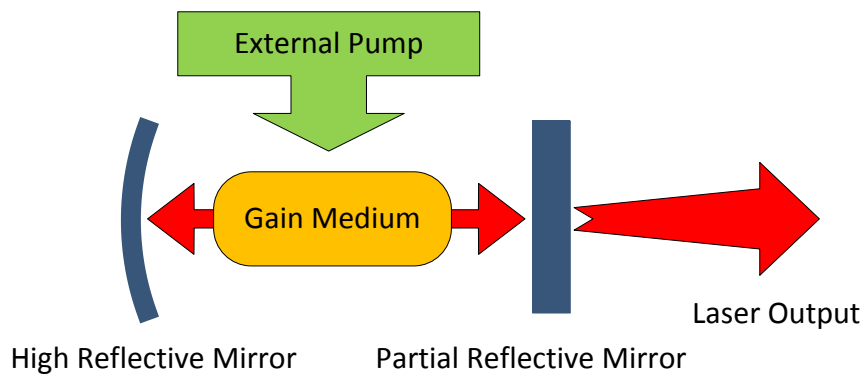 External Pump
Gain Medium
Laser Output
High Reflective Mirror
Partial Reflective Mirror